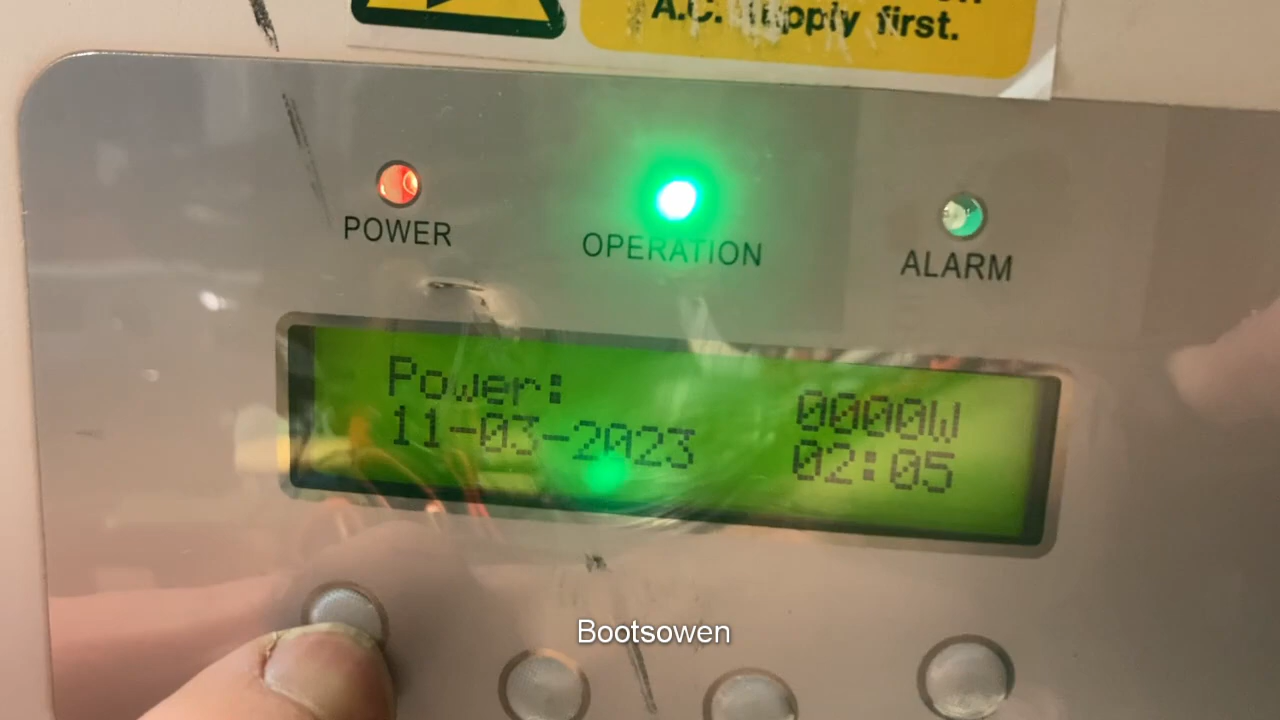 A.C. supply first.
POWER
OPERATION
ALARM
Power: 0000W
11-03-2023 02:05
Bootsowen